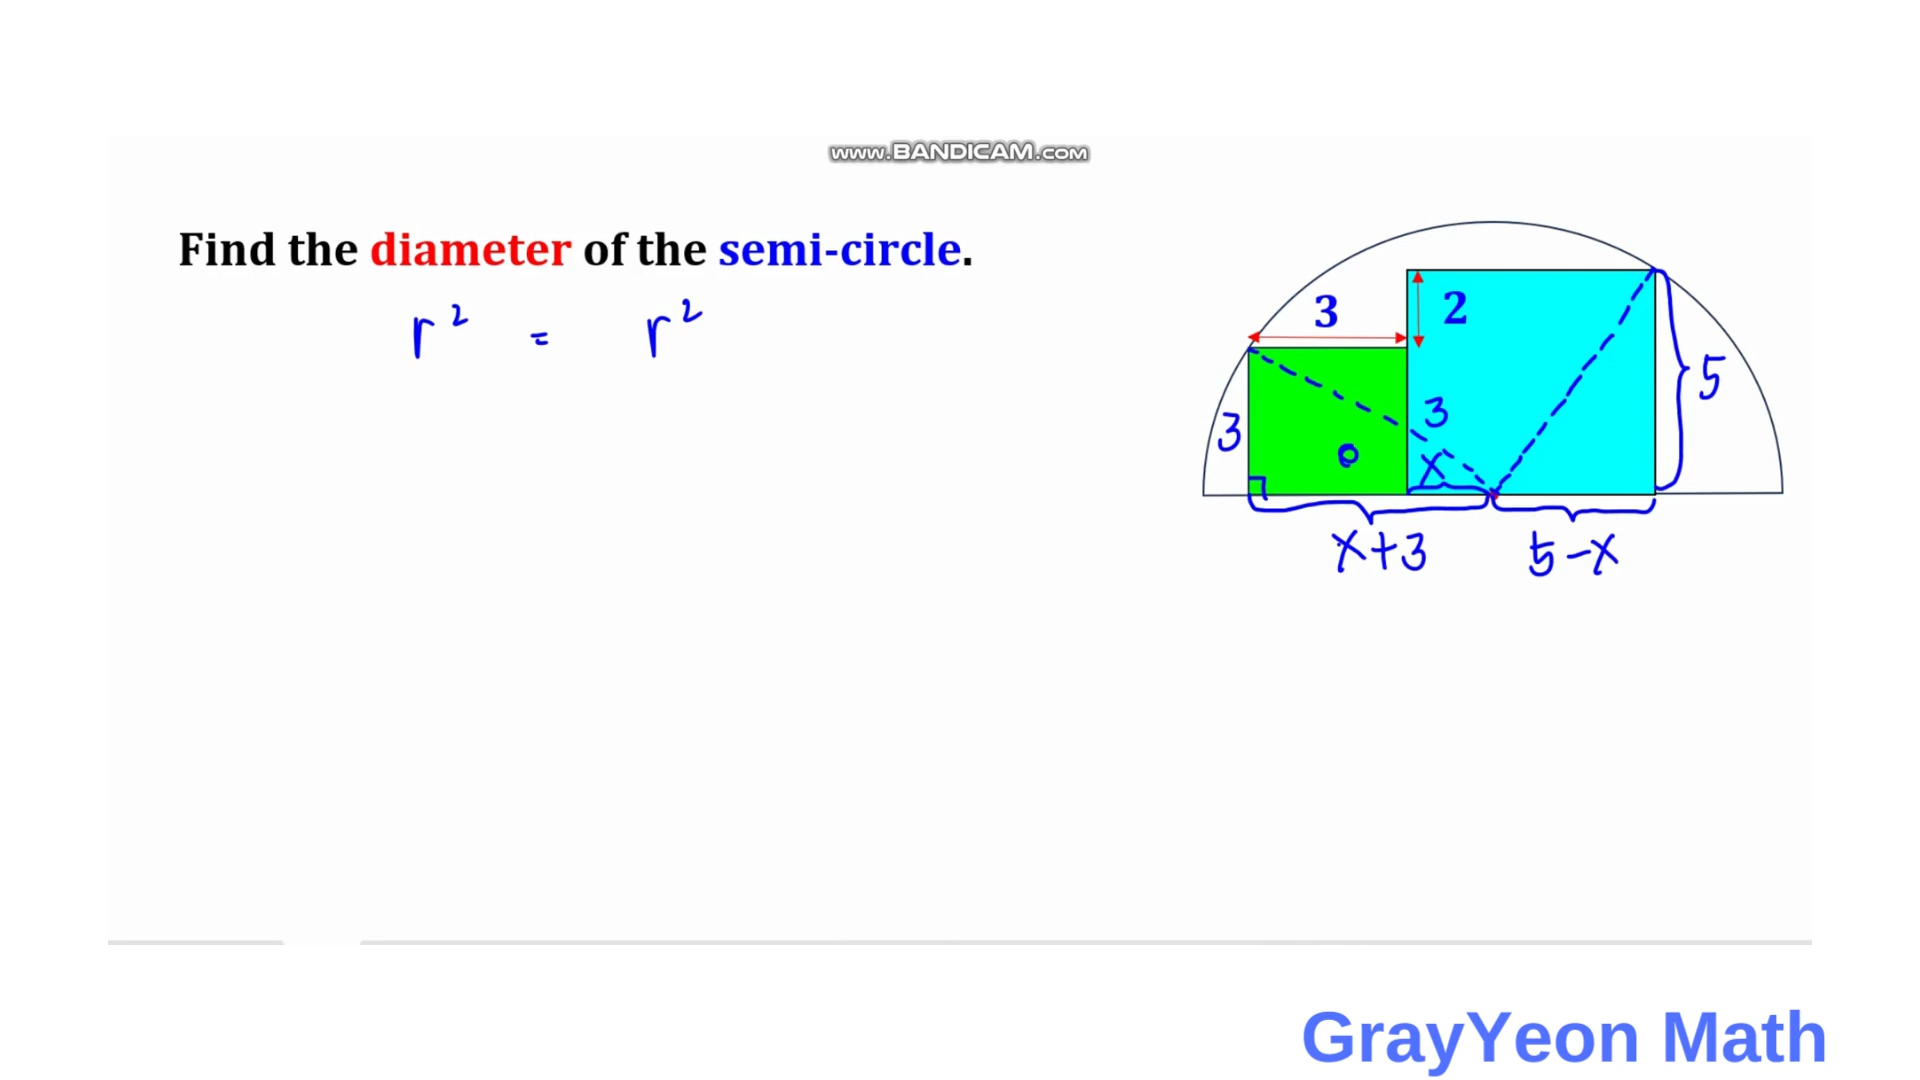 www.BANDICAM.com
Find the diameter of the semi-circle.
r² = r²
3
2
3
3
5
x
x+3
5-x
GrayYeon Math